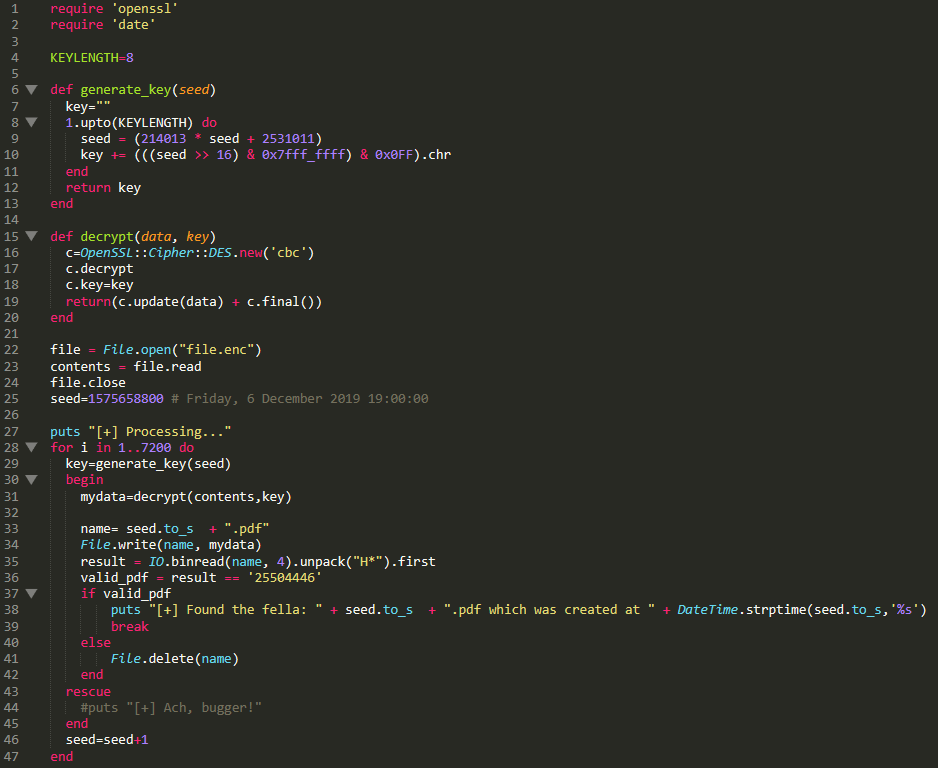 1 require 'openssl'
2 require 'date'
3
4 KEYLENGTH=8
5
6 def generate_key(seed)
7 key=""
8 1.upto(KEYLENGTH) do
9 seed = (214013 * seed + 2531011)
10 key += (((seed >> 16) & 0x7fff_ffff) & 0x0FF).chr
11 end
12 return key
13 end
14
15 def decrypt(data, key)
16 c=OpenSSL::Cipher::DES.new('cbc')
17 c.decrypt
18 c.key=key
19 return(c.update(data) + c.final())
20 end
21
22 file = File.open("file.enc")
23 contents = file.read
24 file.close
25 seed=1575658800 # Friday, 6 December 2019 19:00:00
26
27 puts "[+] Processing..."
28 for i in 1..7200 do
29 key=generate_key(seed)
30 begin
31 mydata=decrypt(contents,key)
32
33 name= seed.to_s + ".pdf"
34 File.write(name, mydata)
35 result = IO.binread(name, 4).unpack("H*").first
36 valid_pdf = result == '25504446'
37 if valid_pdf
38 puts "[+] Found the fella: " + seed.to_s + ".pdf which was created at " + DateTime.strptime(seed.to_s,'%s')
39 break
40 else
41 File.delete(name)
42 end
43 rescue
44 #puts "[+] Ach, bugger!"
45 end
46 seed=seed+1
47 end